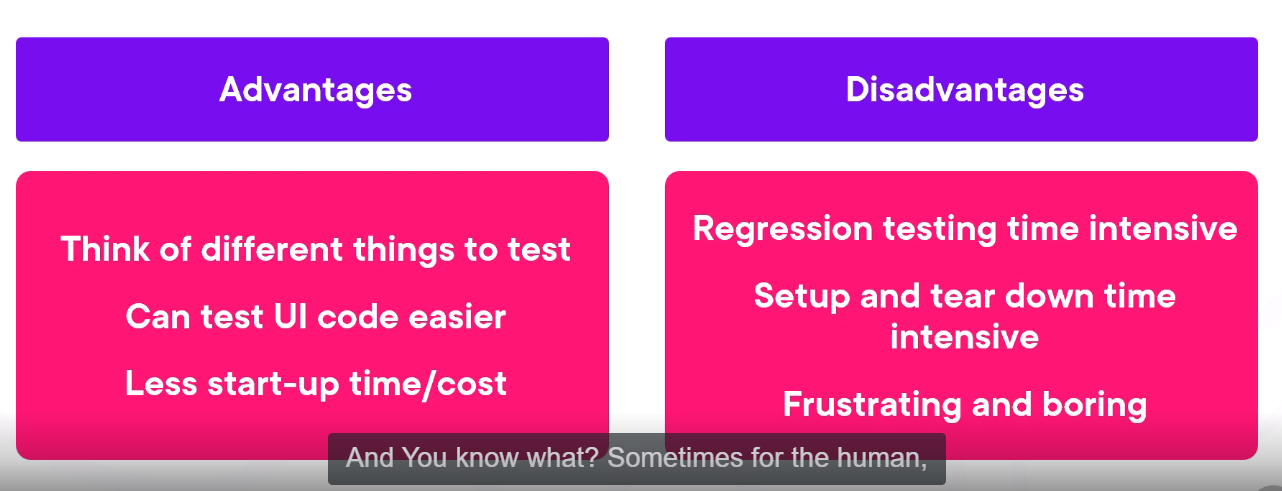 Advantages
Think of different things to test
Can test UI code easier
Less start-up time/cost
Disadvantages
Regression testing time intensive
Setup and tear down time
intensive
Frustrating and boring
And You know what? Sometimes for the human,